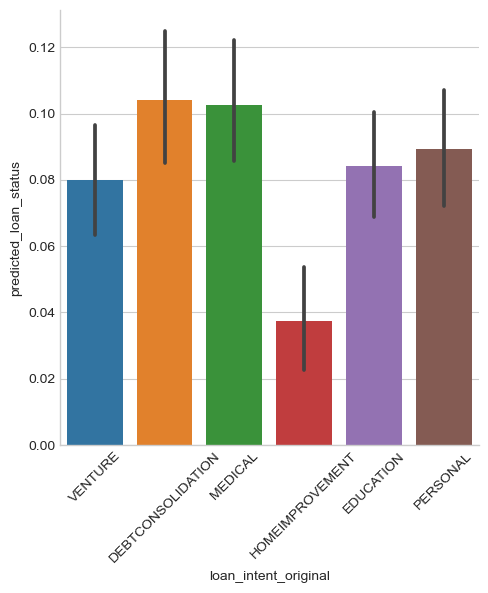 predicted_loan_status
0.12
0.10
0.08
0.06
0.04
0.02
0.00
VENTURE
DEBTCONSOLIDATION
MEDICAL
HOMEIMPROVEMENT
EDUCATION
PERSONAL
loan_intent_original